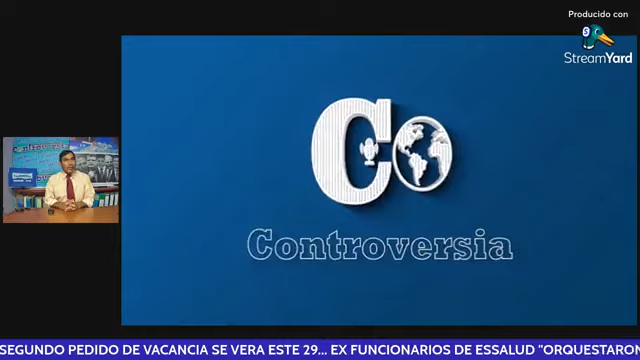 Producido con
StreamYard
Co
Controversia
SEGUNDO PEDIDO DE VACANCIA SE VERA ESTE 29... EX FUNCIONARIOS DE ESSALUD "ORQUESTARON